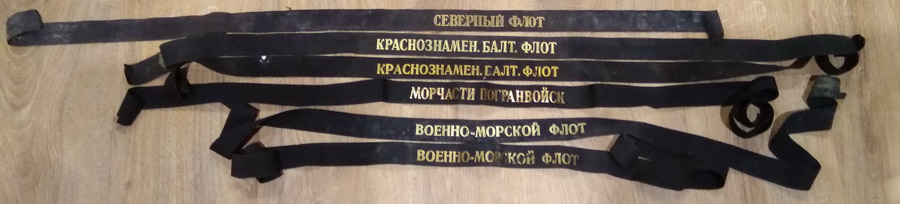 СЕВЕРНЫЙ ФЛОТ
КРАСНОЗНАМЕН. БАЛТ. ФЛОТ
КРАСНОЗНАМЕН. БАЛТ. ФЛОТ
МОРЧАСТИ ПОГРАНВОЙСК
ВОЕННО-МОРСКОЙ ФЛОТ
ВОЕННО-МОРСКОЙ ФЛОТ